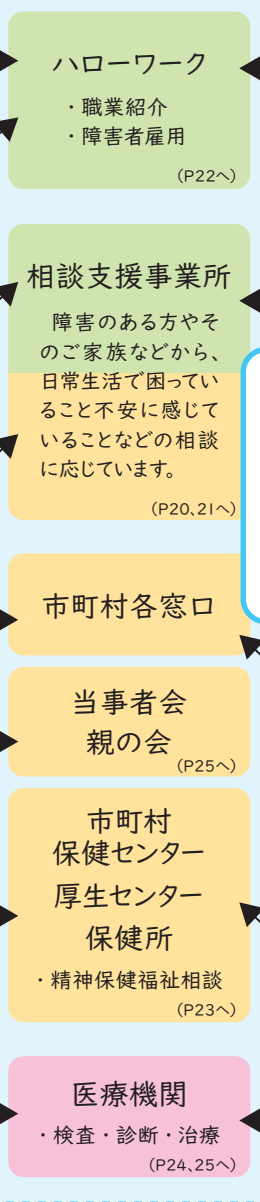 ハローワーク
・職業紹介
・障害者雇用
(P22へ)
相談支援事業所
障害のある方やそ
のご家族などから、
日常生活で困ってい
ること不安に感じて
いることなどの相談
に応じています。
(P20、21へ)
市町村各窓口
当事者会
親の会
(P25へ)
市町村
保健センター
厚生センター
保健所
・精神保健福祉相談
(P23へ)
医療機関
・検査・診断・治療
(P24、25へ)